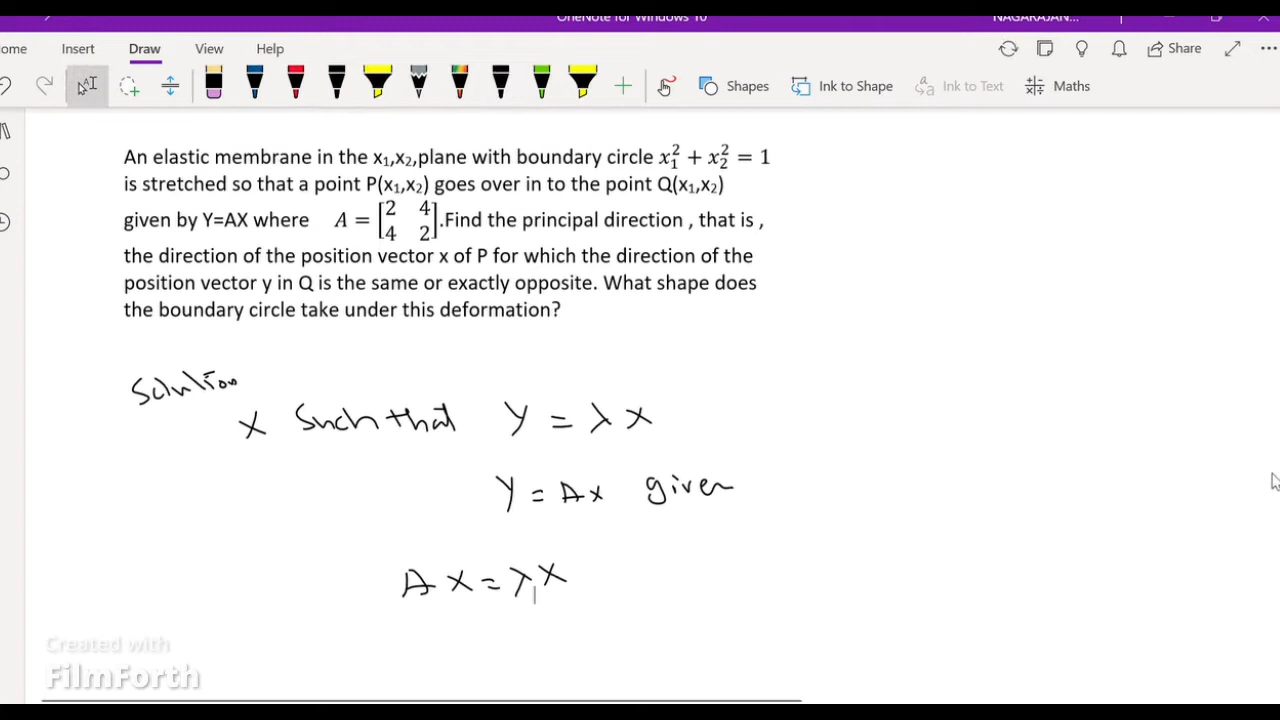 OneNote for Windows 10 NAGARAJAN...
ome Insert Draw View Help Share
Shapes Ink to Shape Ink to Text Maths
An elastic membrane in the x₁,x₂,plane with boundary circle x₁² + x₂² = 1
is stretched so that a point P(x₁,x₂) goes over in to the point Q(x₁,x₂)
given by Y=AX where A = [2 4
4 2].Find the principal direction , that is ,
the direction of the position vector x of P for which the direction of the
position vector y in Q is the same or exactly opposite. What shape does
the boundary circle take under this deformation?
Solution
X Such that Y = λ X
Y = AX given
A X = λ X
Created with
FilmForth